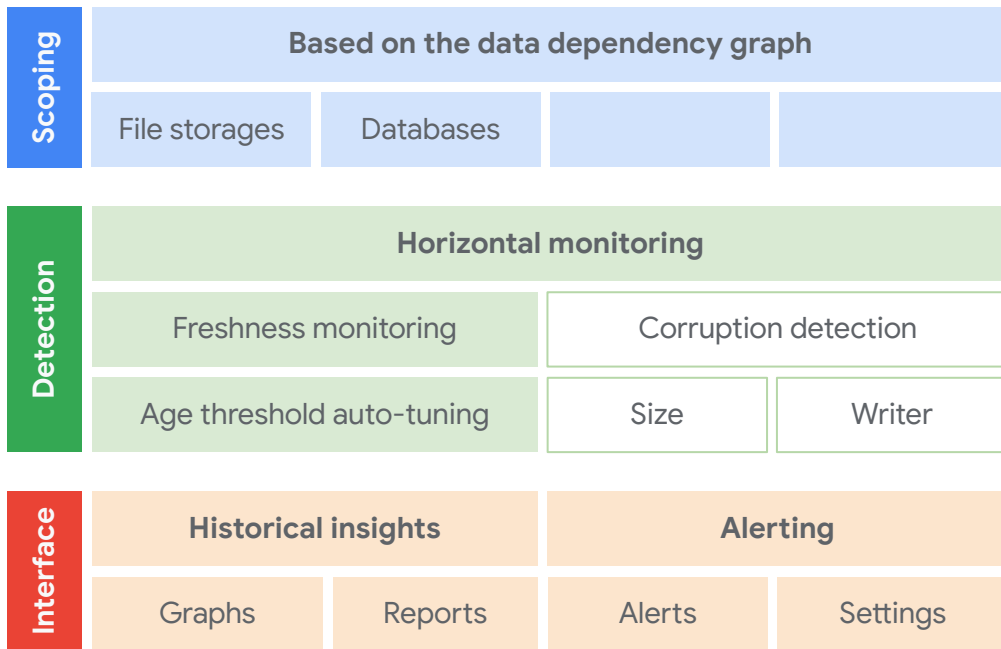 Scoping
Based on the data dependency graph
File storages
Databases
Detection
Horizontal monitoring
Freshness monitoring
Corruption detection
Age threshold auto-tuning
Size
Writer
Interface
Historical insights
Alerting
Graphs
Reports
Alerts
Settings